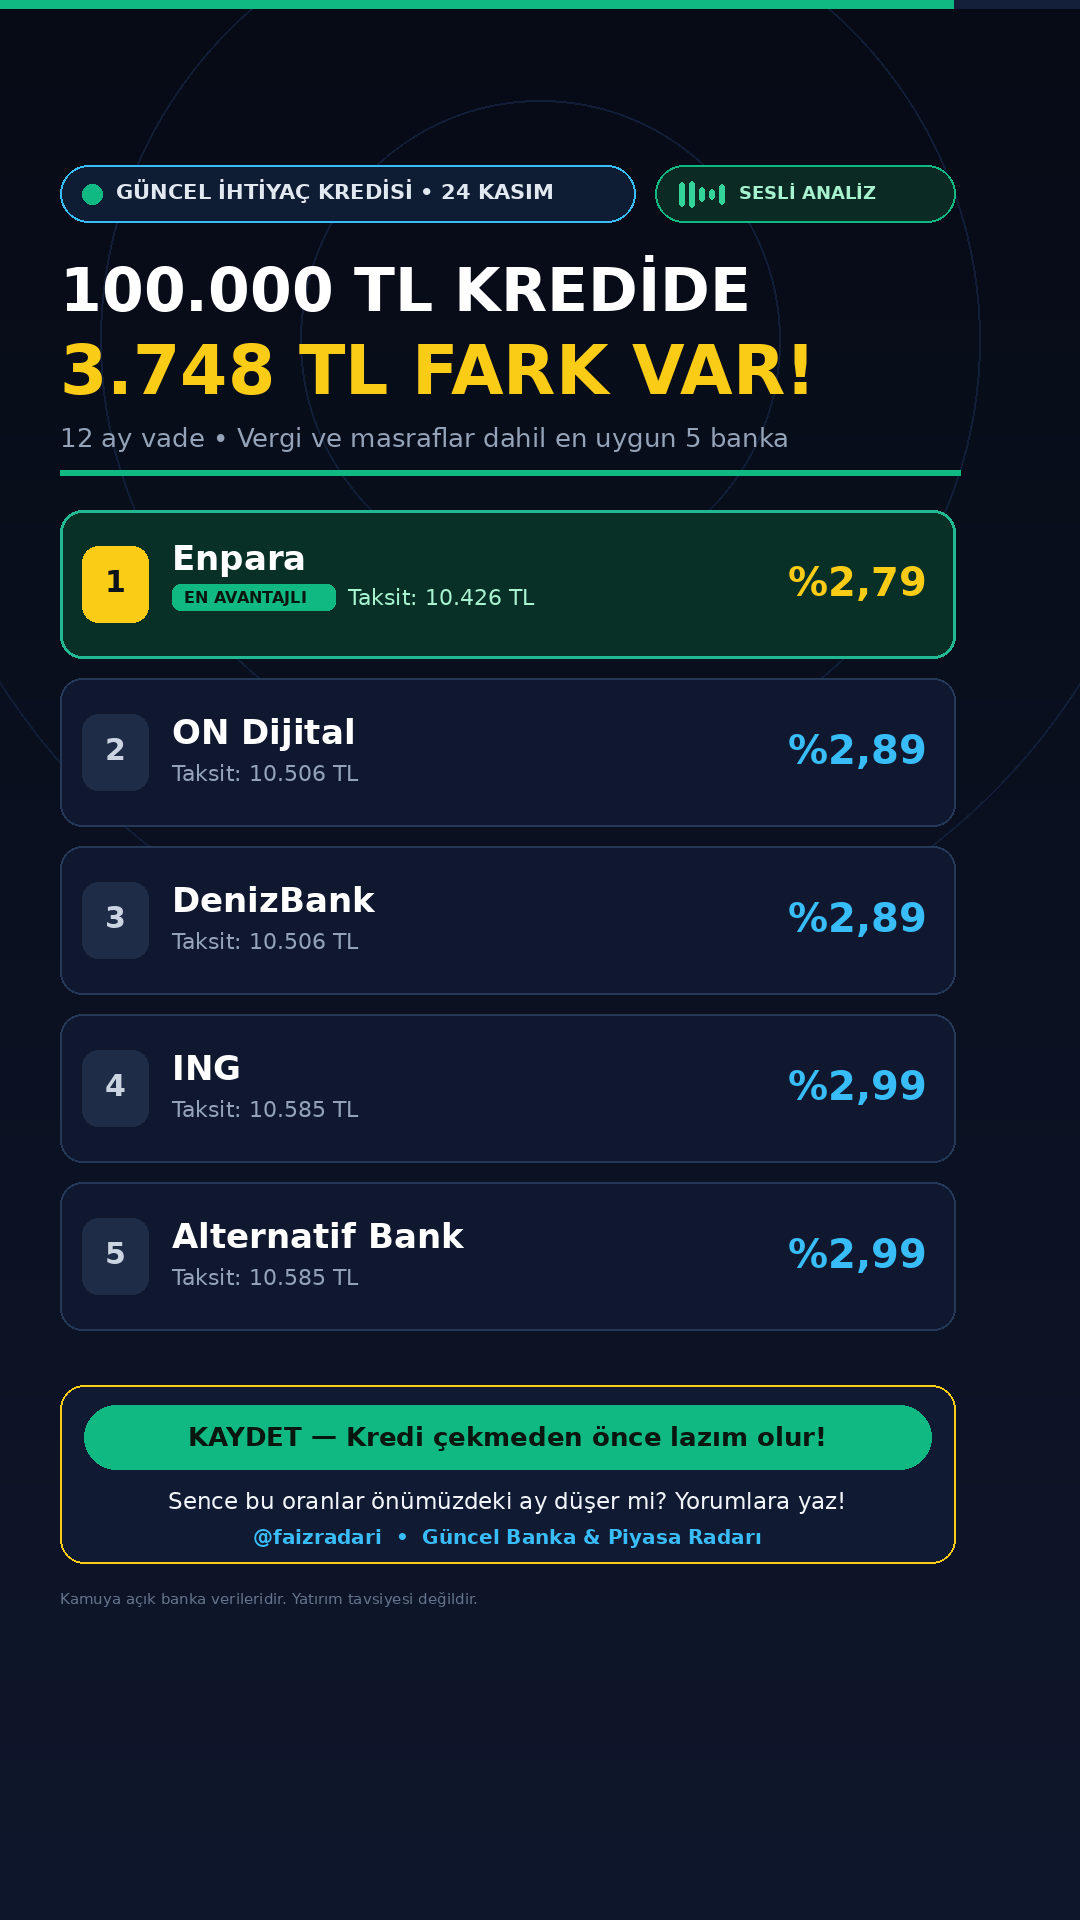 GÜNCEL İHTİYAÇ KREDİSİ • 24 KASIM
SESLİ ANALİZ
100.000 TL KREDİDE
3.748 TL FARK VAR!
12 ay vade • Vergi ve masraflar dahil en uygun 5 banka
1
Enpara
EN AVANTAJLI
Taksit: 10.426 TL
%2,79
2
ON Dijital
Taksit: 10.506 TL
%2,89
3
DenizBank
Taksit: 10.506 TL
%2,89
4
ING
Taksit: 10.585 TL
%2,99
5
Alternatif Bank
Taksit: 10.585 TL
%2,99
KAYDET — Kredi çekmeden önce lazım olur!
Sence bu oranlar önümüzdeki ay düşer mi? Yorumlara yaz!
@faizradari • Güncel Banka & Piyasa Radarı
Kamuya açık banka verileridir. Yatırım tavsiyesi değildir.